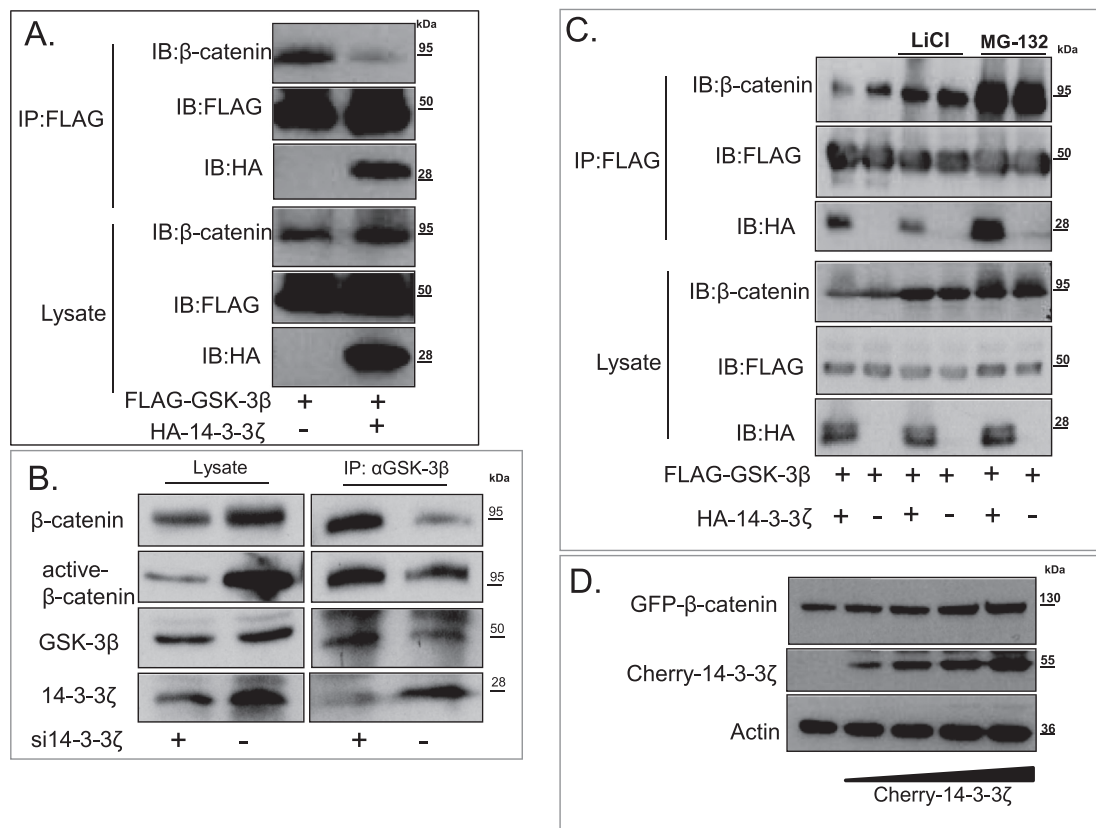 A.
kDa
IP:FLAG
IB:β-catenin 95
IB:FLAG 50
IB:HA 28
Lysate
IB:β-catenin 95
IB:FLAG 50
IB:HA 28
FLAG-GSK-3β + +
HA-14-3-3ζ - +
B.
Lysate IP: αGSK-3β kDa
β-catenin 95
active-
β-catenin 95
GSK-3β 50
14-3-3ζ 28
si14-3-3ζ + - + -
C.
LiCl MG-132 kDa
IP:FLAG
IB:β-catenin 95
IB:FLAG 50
IB:HA 28
Lysate
IB:β-catenin 95
IB:FLAG 50
IB:HA 28
FLAG-GSK-3β + + + + + +
HA-14-3-3ζ + - + - + -
D.
kDa
GFP-β-catenin 130
Cherry-14-3-3ζ 55
Actin 36
Cherry-14-3-3ζ